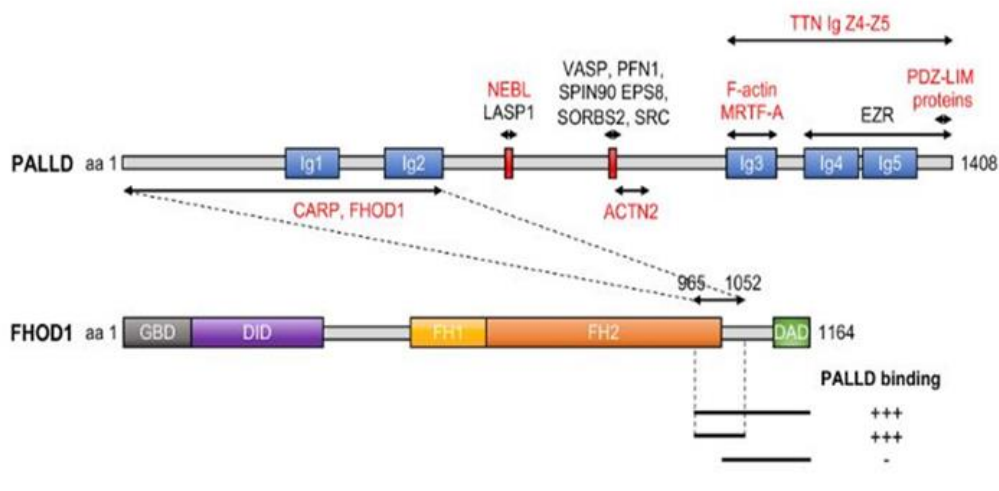 TTN Ig Z4-Z5
VASP, PFN1,
SPIN90 EPS8,
SORBS2, SRC
NEBL
LASP1
F-actin
MRTF-A
PDZ-LIM
proteins
EZR
PALLD aa 1 Ig1 Ig2 Ig3 Ig4 Ig5 1408
CARP, FHOD1
ACTN2
965 1052
FHOD1 aa 1 GBD DID FH1 FH2 DAD 1164
PALLD binding
+++
+++
-